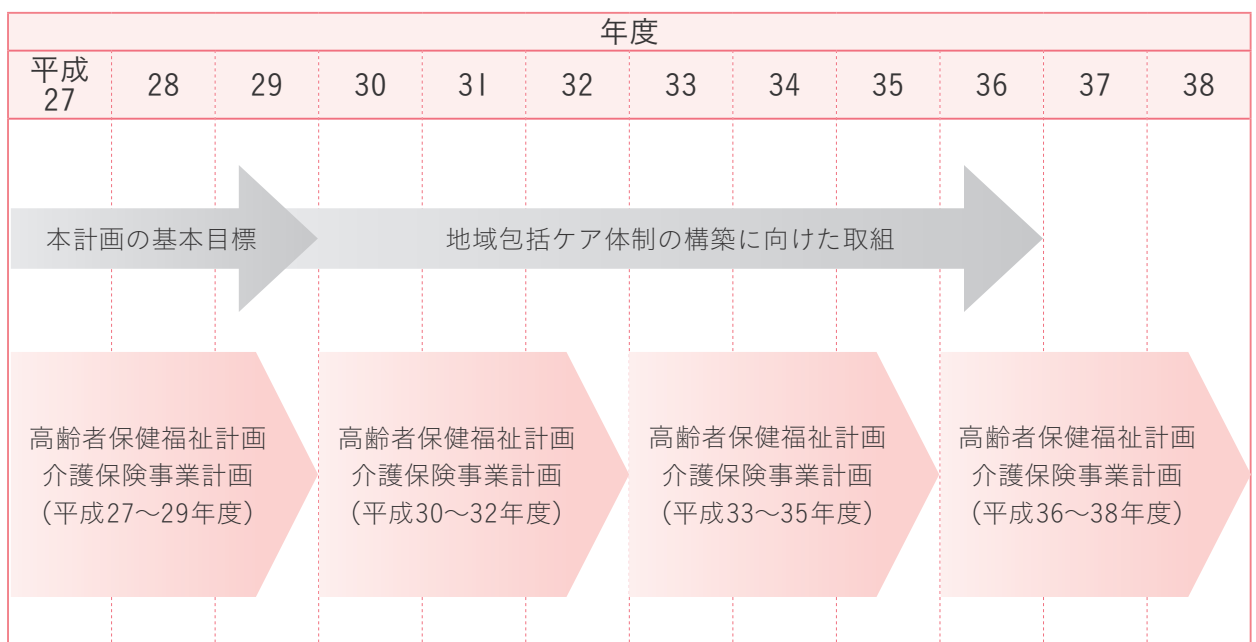 年度
平成
27
28
29
30
31
32
33
34
35
36
37
38
本計画の基本目標
地域包括ケア体制の構築に向けた取組
高齢者保健福祉計画
介護保険事業計画
（平成27～29年度）
高齢者保健福祉計画
介護保険事業計画
（平成30～32年度）
高齢者保健福祉計画
介護保険事業計画
（平成33～35年度）
高齢者保健福祉計画
介護保険事業計画
（平成36～38年度）